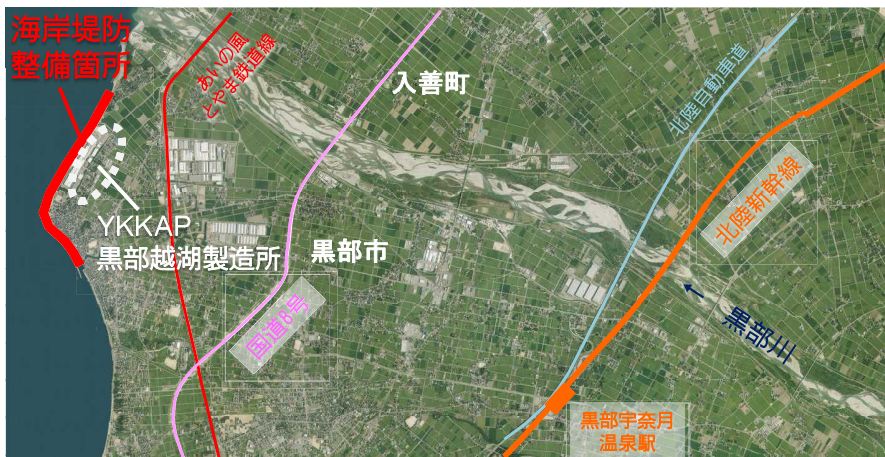 海岸堤防
整備箇所
あいの風
とやま鉄道線
入善町
北陸自動車道
北陸新幹線
YKKAP
黒部越湖製造所
黒部市
国道8号
黒部川
黒部宇奈月
温泉駅